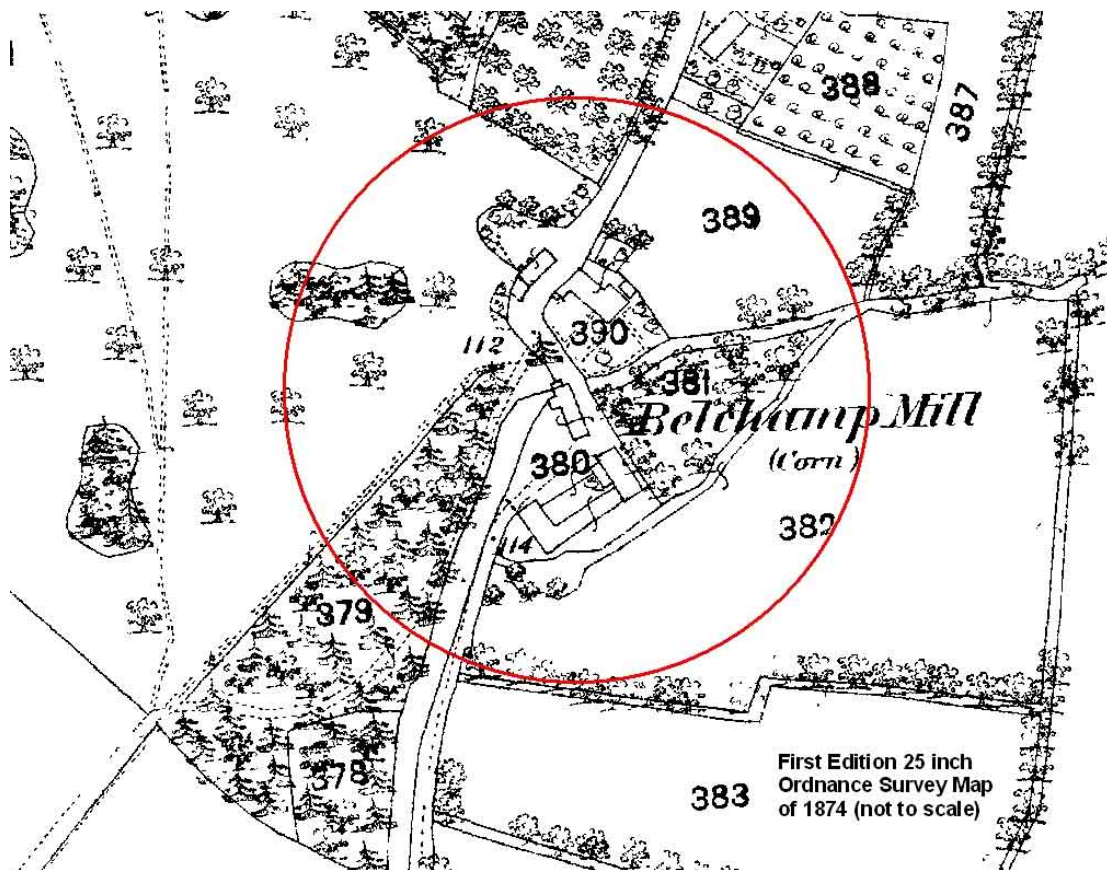 388
387
389
390
112
381
Belchamp Mill
(Corn)
380
382
114
379
378
383
First Edition 25 inch
Ordnance Survey Map
of 1874 (not to scale)